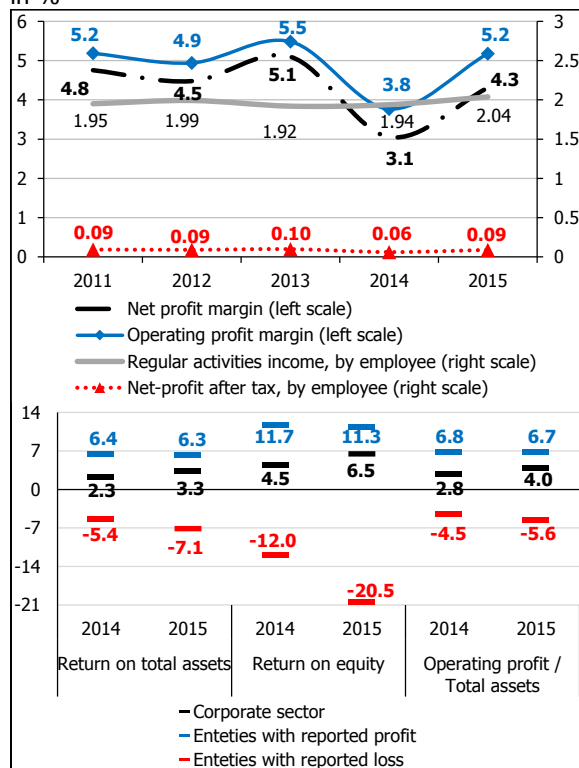 in %
6 5.2 4.9 5.5 5.2 3
5 4.8 4.5 5.1 3.8 4.3 2.5
4 2
1.95 1.99 1.92 1.94 2.04
3 3.1 1.5
2 1
1 0.09 0.09 0.10 0.06 0.09 0.5
0 0
2011 2012 2013 2014 2015
Net profit margin (left scale)
Operating profit margin (left scale)
Regular activities income, by employee (right scale)
Net-profit after tax, by employee (right scale)
14
7 6.4 6.3 11.7 11.3 6.8 6.7
2.3 3.3 4.5 6.5 2.8 4.0
0
-7 -5.4 -7.1 -12.0 -4.5 -5.6
-14
-20.5
-21
2014 2015 2014 2015 2014 2015
Return on total assets Return on equity Operating profit /
Total assets
Corporate sector
Enteties with reported profit
Enteties with reported loss